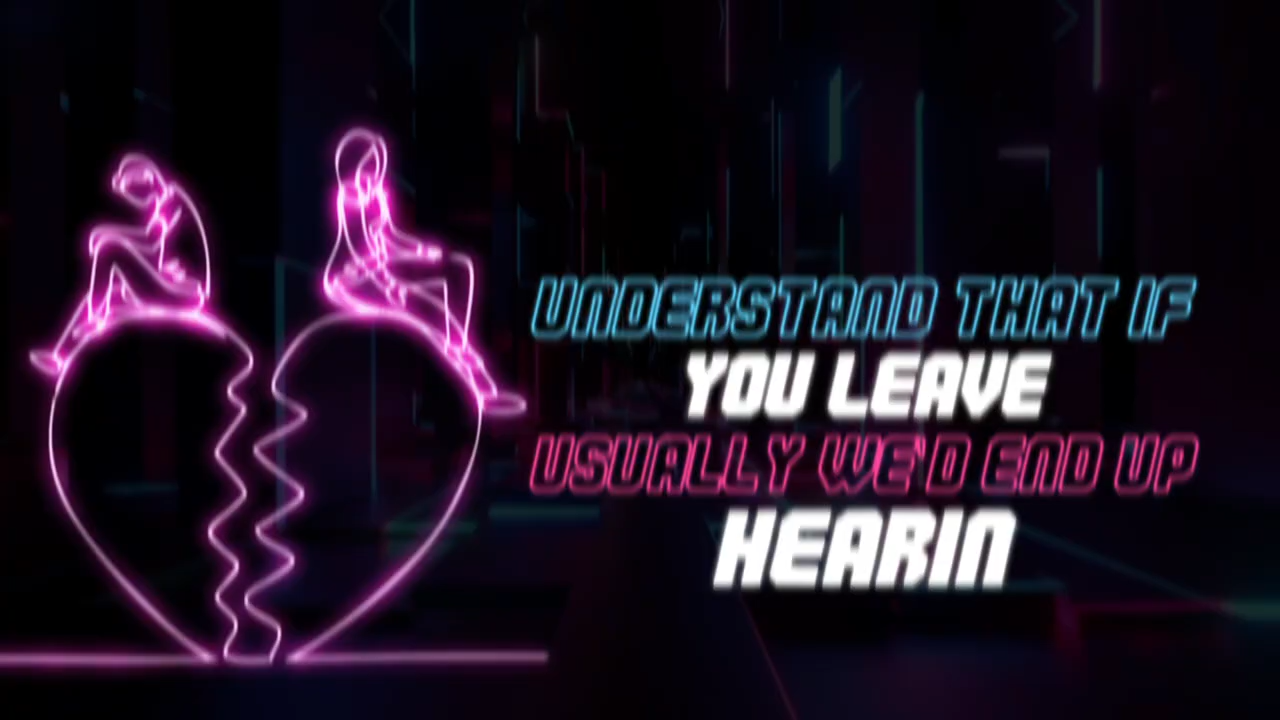 UNDERSTAND THAT IF
YOU LEAVE
USUALLY WE'D END UP
HEARIN